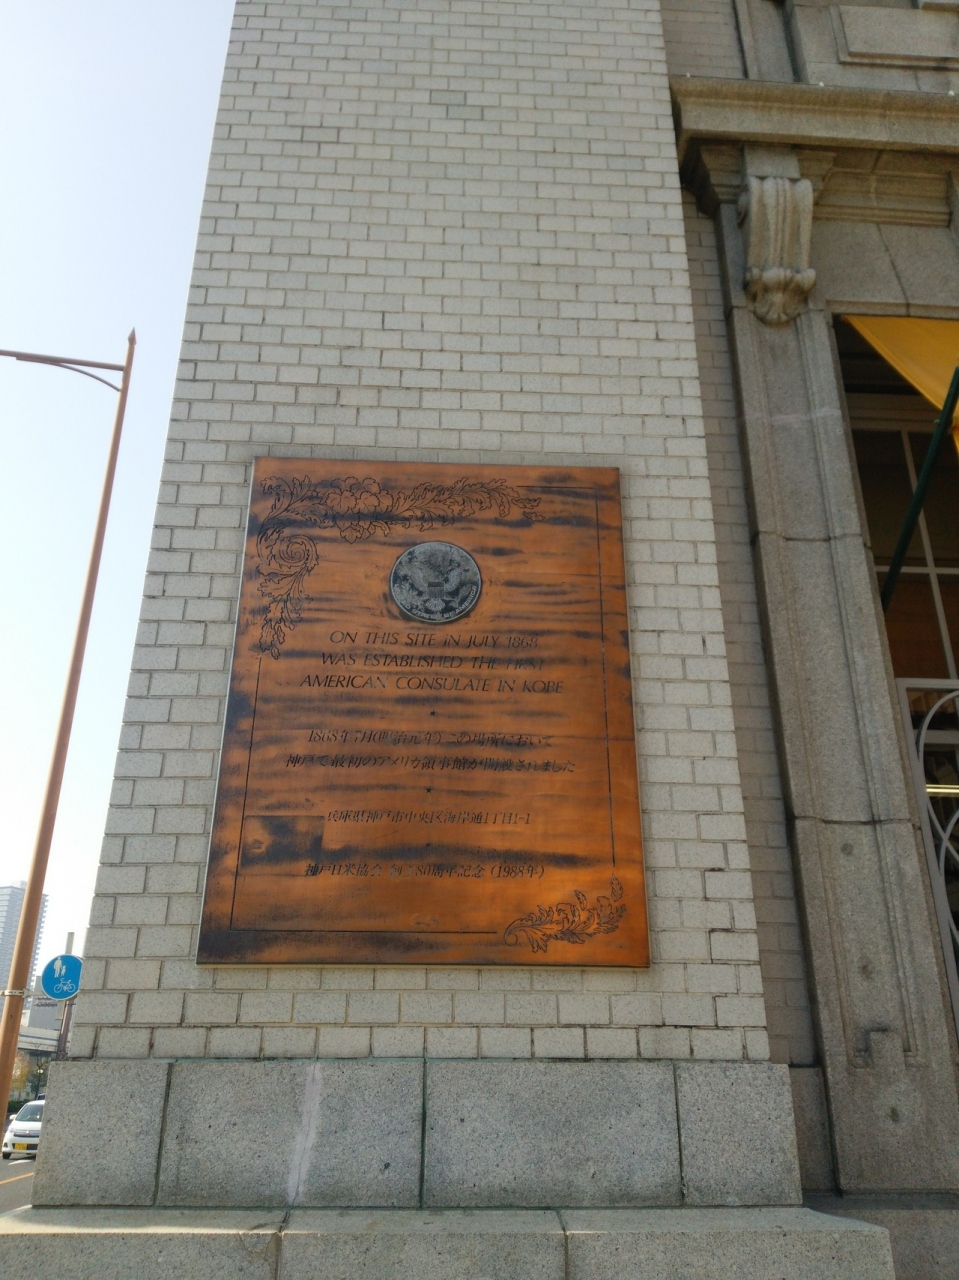 ON THIS SITE IN JULY 1868
WAS ESTABLISHED THE FIRST
AMERICAN CONSULATE IN KOBE
1868年7月(明治元年)この場所において
神戸で最初のアメリカ領事館が開設されました
兵庫県神戸市中央区海岸通1丁目1-1
神戸日米協会 創立80周年記念 (1988年)